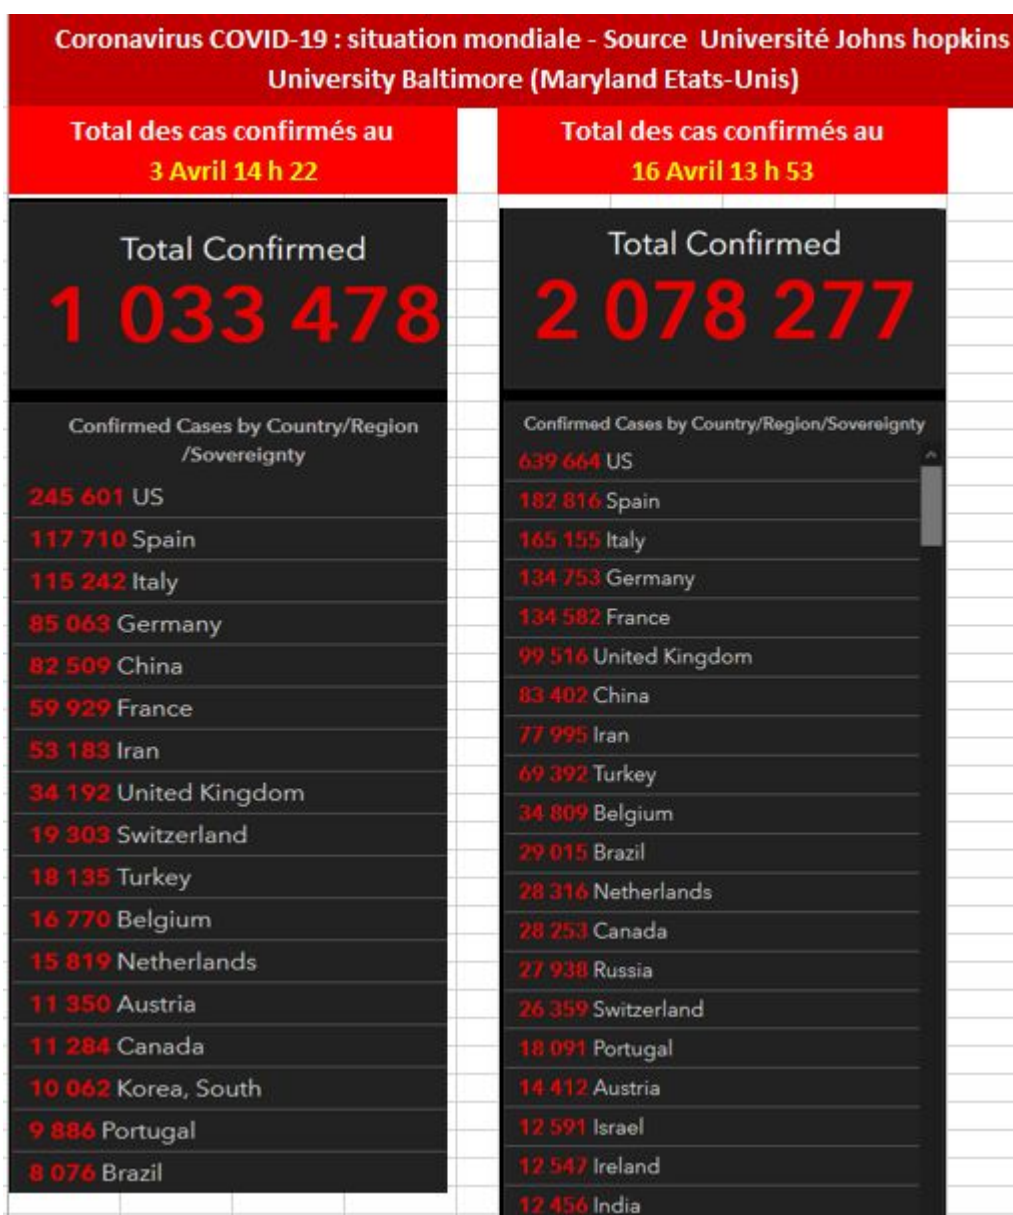 Coronavirus COVID-19 : situation mondiale - Source Université Johns hopkins
University Baltimore (Maryland Etats-Unis)
Total des cas confirmés au
3 Avril 14 h 22
Total Confirmed
1 033 478
Confirmed Cases by Country/Region
/Sovereignty
245 601 US
117 710 Spain
115 242 Italy
85 063 Germany
82 509 China
59 929 France
53 183 Iran
34 192 United Kingdom
19 303 Switzerland
18 135 Turkey
16 770 Belgium
15 819 Netherlands
11 350 Austria
11 284 Canada
10 062 Korea, South
9 886 Portugal
8 076 Brazil
Total des cas confirmés au
16 Avril 13 h 53
Total Confirmed
2 078 277
Confirmed Cases by Country/Region/Sovereignty
639 664 US
182 816 Spain
165 155 Italy
134 753 Germany
134 582 France
99 516 United Kingdom
83 402 China
77 995 Iran
69 392 Turkey
34 809 Belgium
29 015 Brazil
28 316 Netherlands
28 253 Canada
27 938 Russia
26 359 Switzerland
18 091 Portugal
14 412 Austria
12 591 Israel
12 547 Ireland
12 456 India